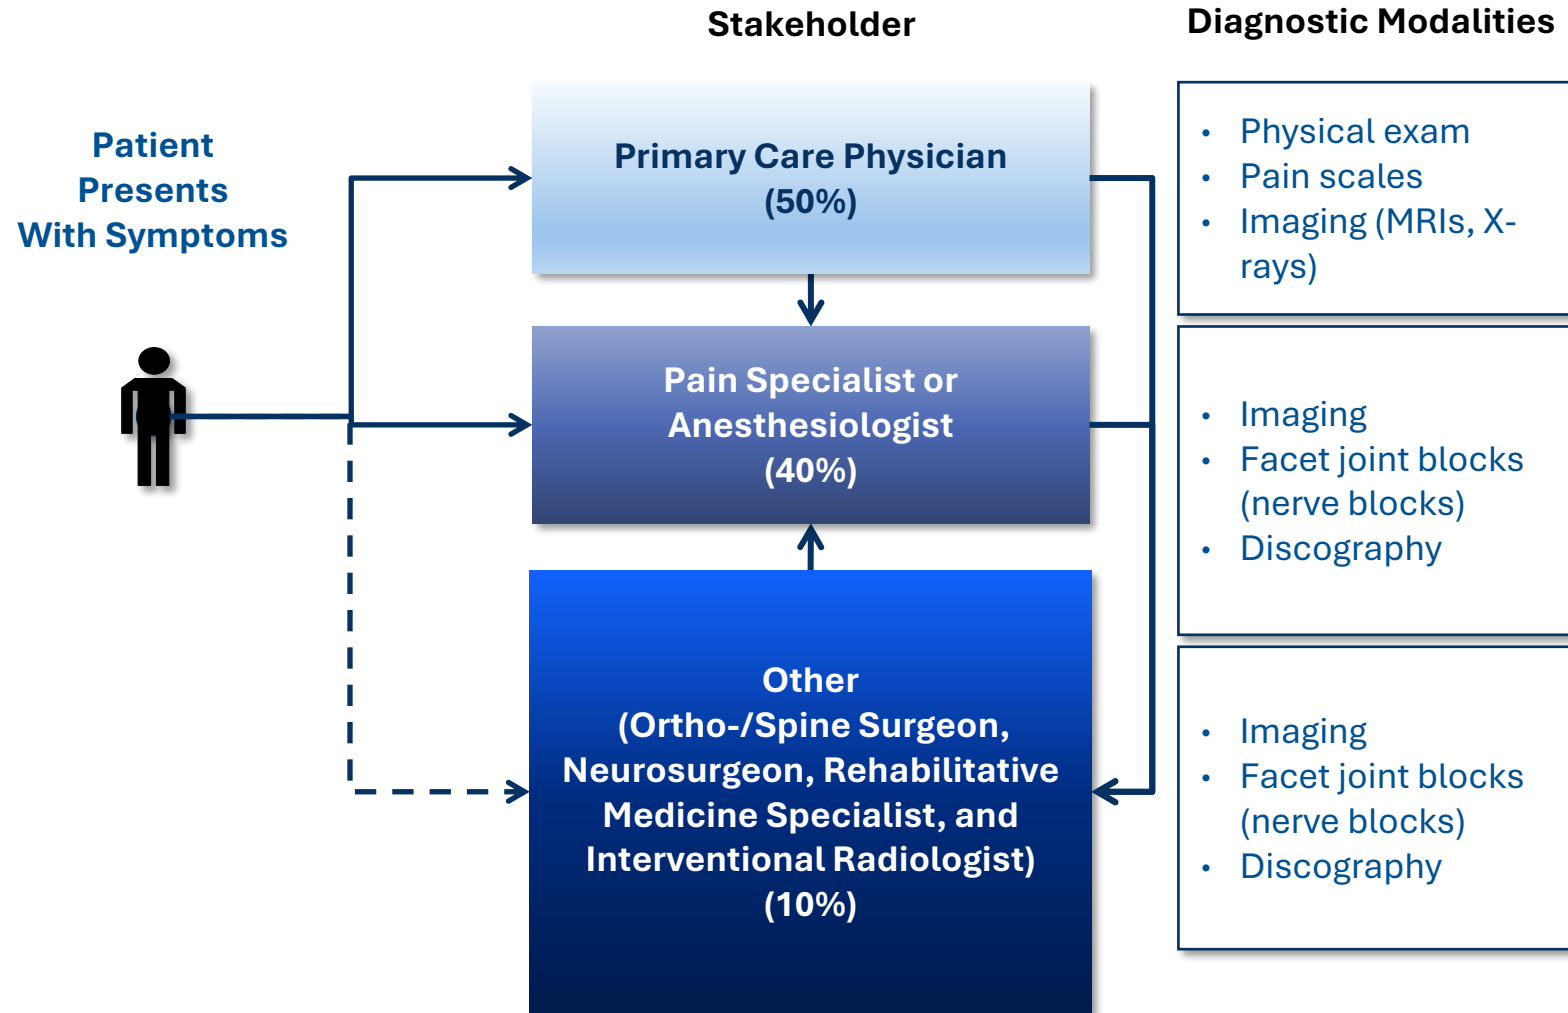 Stakeholder
Diagnostic Modalities
Patient
Presents
With Symptoms
Primary Care Physician
(50%)
• Physical exam
• Pain scales
• Imaging (MRIs, X-
rays)
Pain Specialist or
Anesthesiologist
(40%)
• Imaging
• Facet joint blocks
(nerve blocks)
• Discography
Other
(Ortho-/Spine Surgeon,
Neurosurgeon, Rehabilitative
Medicine Specialist, and
Interventional Radiologist)
(10%)
• Imaging
• Facet joint blocks
(nerve blocks)
• Discography